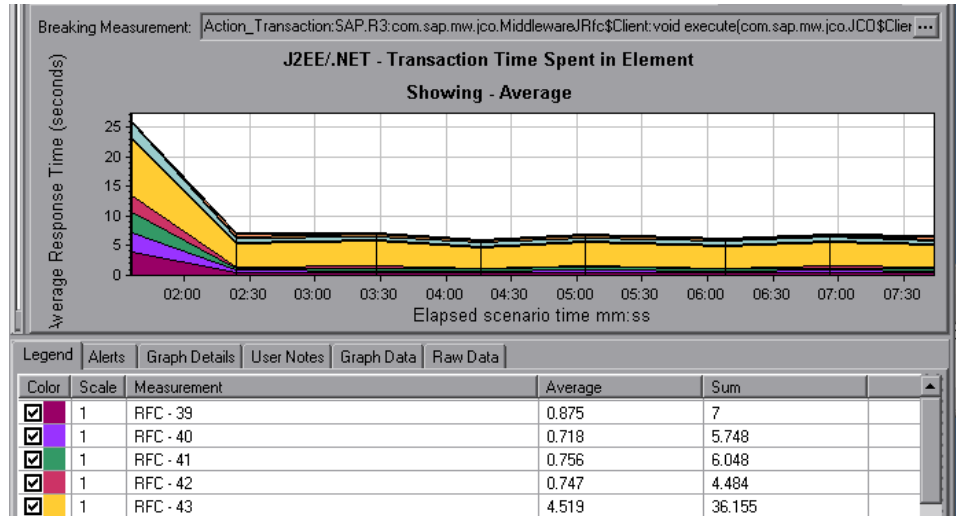 Breaking Measurement: Action_Transaction:SAP.R3:com.sap.mw.jco.MiddlewareJRfc$Client:void execute(com.sap.mw.jco.JCO$Clier ...
J2EE/.NET - Transaction Time Spent in Element
Showing - Average
Average Response Time (seconds)
25
20
15
10
5
0
02:00 02:30 03:00 03:30 04:00 04:30 05:00 05:30 06:00 06:30 07:00 07:30
Elapsed scenario time mm:ss
Legend Alerts Graph Details User Notes Graph Data Raw Data
Color Scale Measurement Average Sum
1 RFC - 39 0.875 7
1 RFC - 40 0.718 5.748
1 RFC - 41 0.756 6.048
1 RFC - 42 0.747 4.484
1 RFC - 43 4.519 36.155